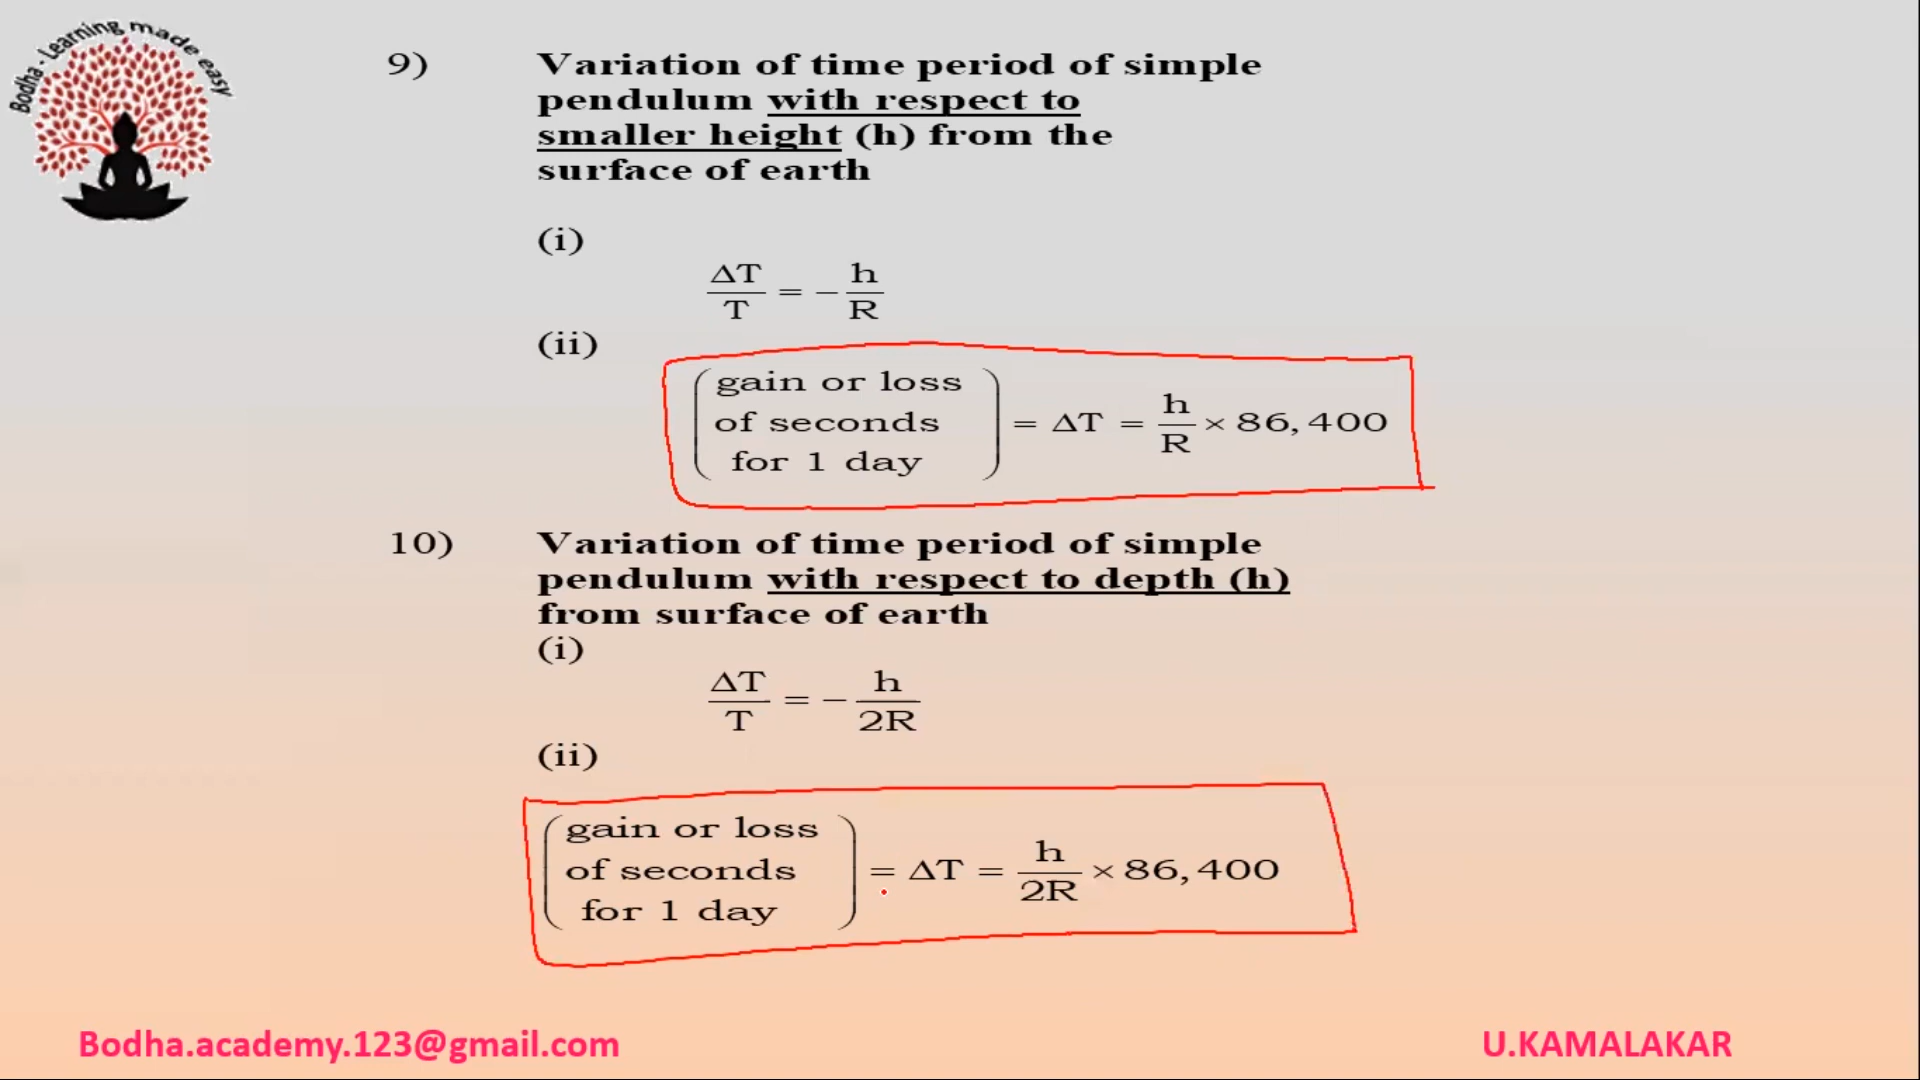 Bodha - Learning made easy
9) Variation of time period of simple
pendulum with respect to
smaller height (h) from the
surface of earth
(i)
ΔT/T = - h/R
(ii)
(gain or loss
of seconds
for 1 day) = ΔT = h/R × 86,400
10) Variation of time period of simple
pendulum with respect to depth (h)
from surface of earth
(i)
ΔT/T = - h/2R
(ii)
(gain or loss
of seconds
for 1 day) = ΔT = h/2R × 86,400
Bodha.academy.123@gmail.com
U.KAMALAKAR